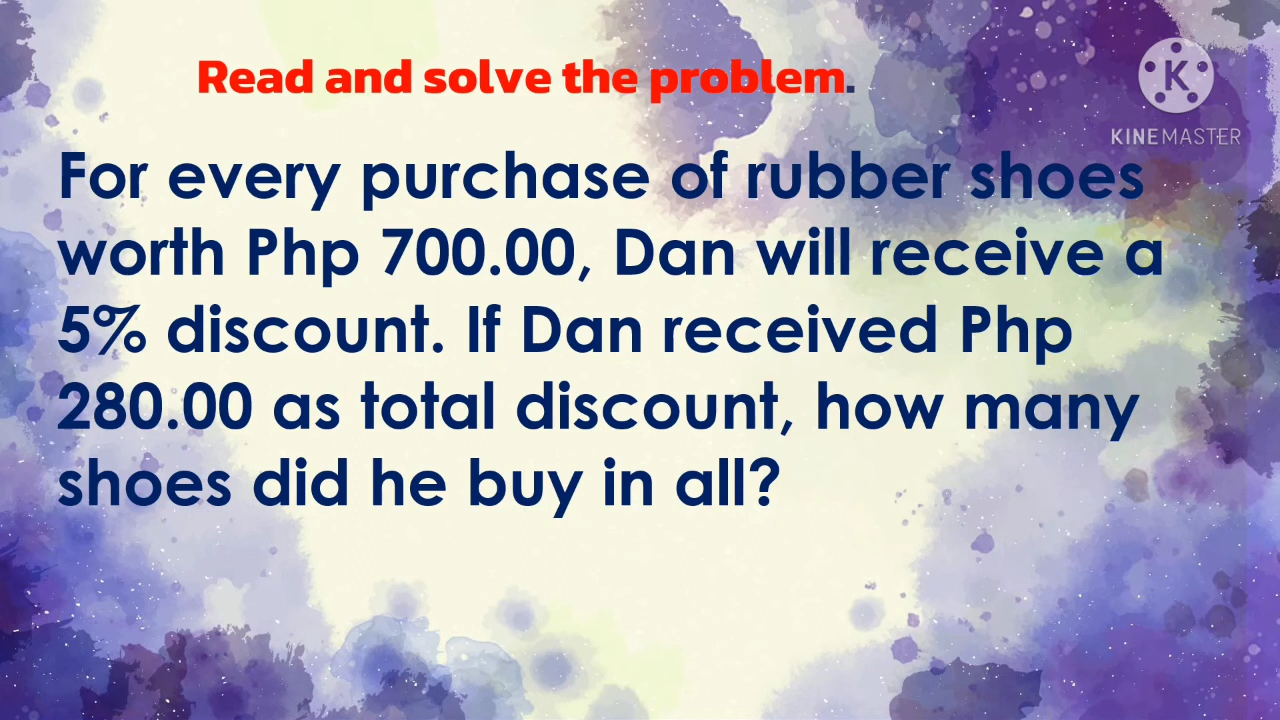 Read and solve the problem.
K
KINEMASTER
For every purchase of rubber shoes
worth Php 700.00, Dan will receive a
5% discount. If Dan received Php
280.00 as total discount, how many
shoes did he buy in all?